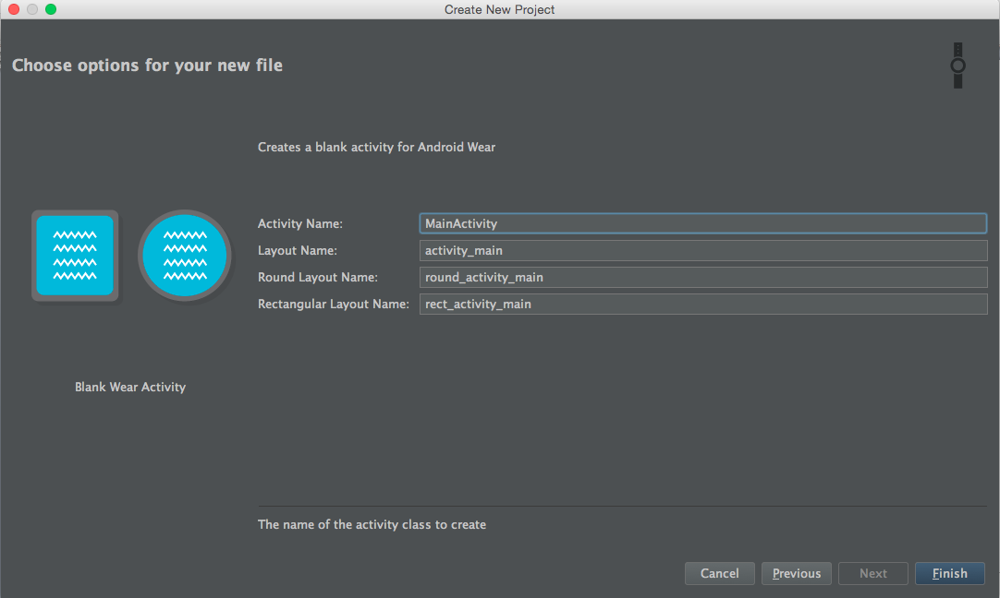 Create New Project
Choose options for your new file
Creates a blank activity for Android Wear
Activity Name: MainActivity
Layout Name: activity_main
Round Layout Name: round_activity_main
Rectangular Layout Name: rect_activity_main
Blank Wear Activity
The name of the activity class to create
Cancel Previous Next Finish